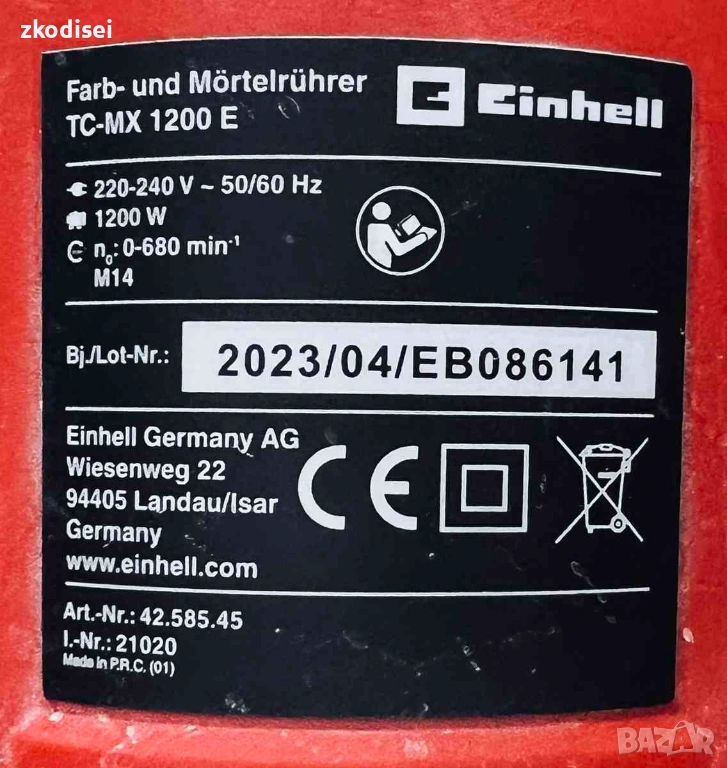 zkodisei
Farb- und Mörtelrührer
TC-MX 1200 E
Einhell
220-240 V ~ 50/60 Hz
1200 W
n₀: 0-680 min⁻¹
M14
Bj./Lot-Nr.: 2023/04/EB086141
Einhell Germany AG
Wiesenweg 22
94405 Landau/Isar
Germany
www.einhell.com
CE
Art.-Nr.: 42.585.45
I.-Nr.: 21020
Made in P.R.C. (01)
BAZAR